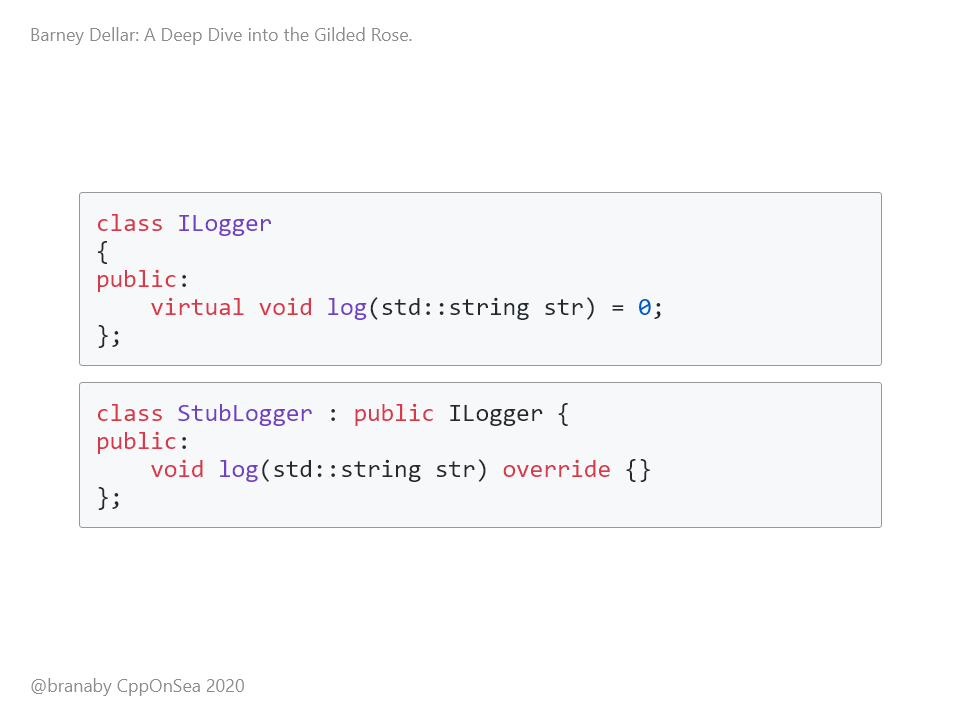 Barney Dellar: A Deep Dive into the Gilded Rose.
class ILogger
{
public:
    virtual void log(std::string str) = 0;
};
class StubLogger : public ILogger {
public:
    void log(std::string str) override {}
};
@branaby CppOnSea 2020